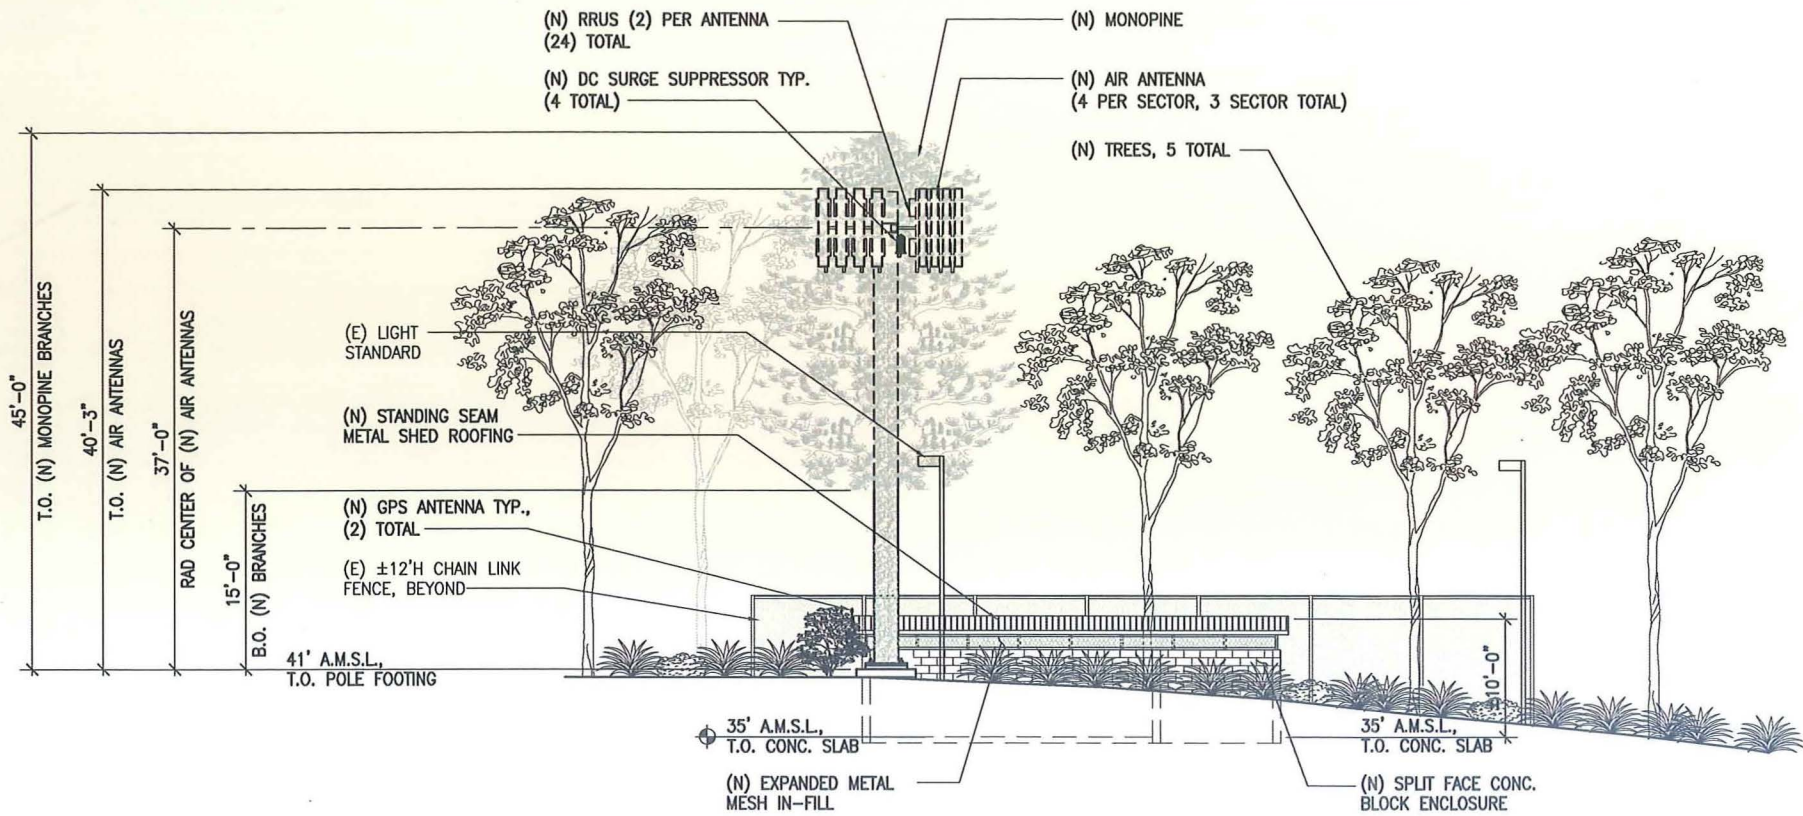 (N) RRUS (2) PER ANTENNA
(24) TOTAL
(N) DC SURGE SUPPRESSOR TYP.
(4 TOTAL)
(N) MONOPINE
(N) AIR ANTENNA
(4 PER SECTOR, 3 SECTOR TOTAL)
(N) TREES, 5 TOTAL
45'-0"
T.O. (N) MONOPINE BRANCHES
40'-3"
T.O. (N) AIR ANTENNAS
37'-0"
RAD CENTER OF (N) AIR ANTENNAS
15'-0"
B.O. (N) BRANCHES
(E) LIGHT
STANDARD
(N) STANDING SEAM
METAL SHED ROOFING
(N) GPS ANTENNA TYP.,
(2) TOTAL
(E) ±12'H CHAIN LINK
FENCE, BEYOND
41' A.M.S.L.,
T.O. POLE FOOTING
35' A.M.S.L.,
T.O. CONC. SLAB
35' A.M.S.L.,
T.O. CONC. SLAB
10'-0"
(N) EXPANDED METAL
MESH IN-FILL
(N) SPLIT FACE CONC.
BLOCK ENCLOSURE